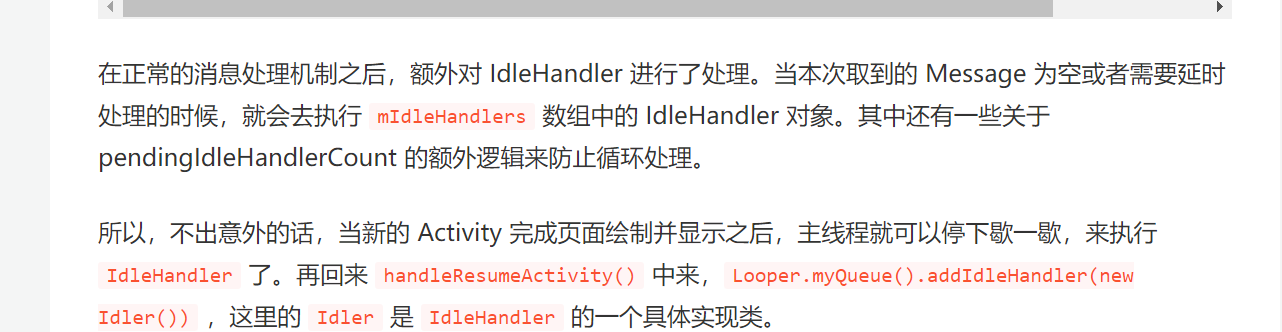 在正常的消息处理机制之后，额外对 IdleHandler 进行了处理。当本次取到的 Message 为空或者需要延时
处理的时候，就会去执行 mIdleHandlers 数组中的 IdleHandler 对象。其中还有一些关于
pendingIdleHandlerCount 的额外逻辑来防止循环处理。
所以，不出意外的话，当新的 Activity 完成页面绘制并显示之后，主线程就可以停下歇一歇，来执行
IdleHandler 了。再回来 handleResumeActivity() 中来， Looper.myQueue().addIdleHandler(new
Idler()) ，这里的 Idler 是 IdleHandler 的一个具体实现类。